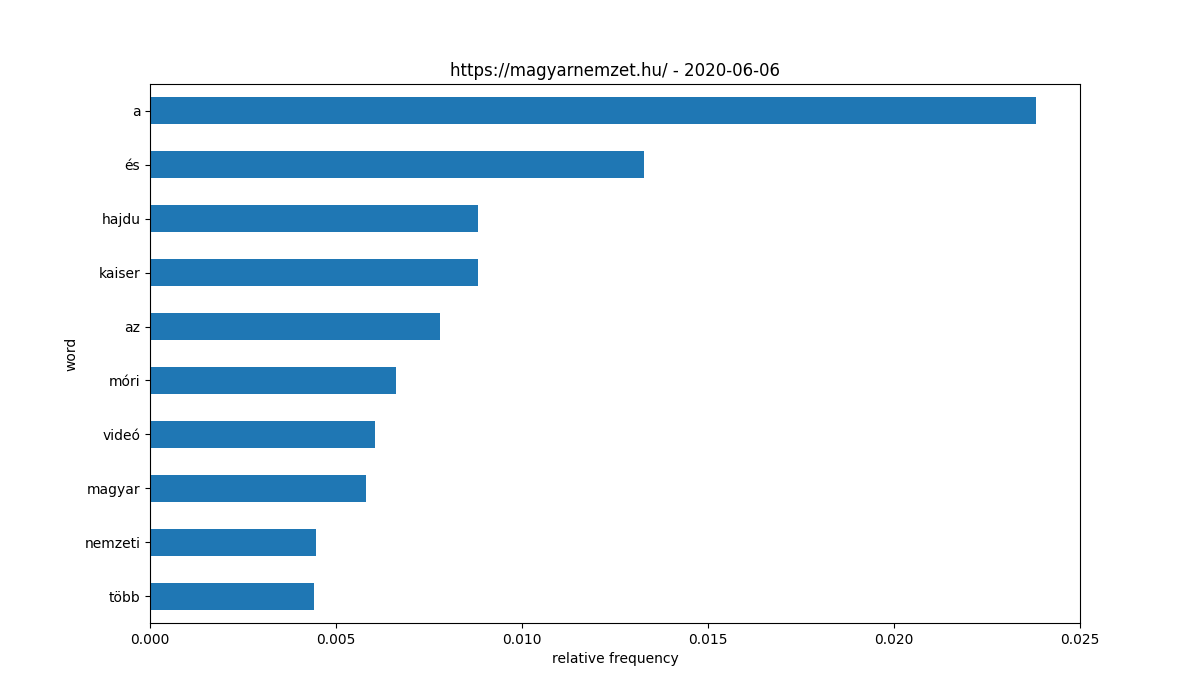 https://magyarnemzet.hu/ - 2020-06-06
a
és
hajdu
kaiser
az
móri
videó
magyar
nemzeti
több
word
0.000 0.005 0.010 0.015 0.020 0.025
relative frequency